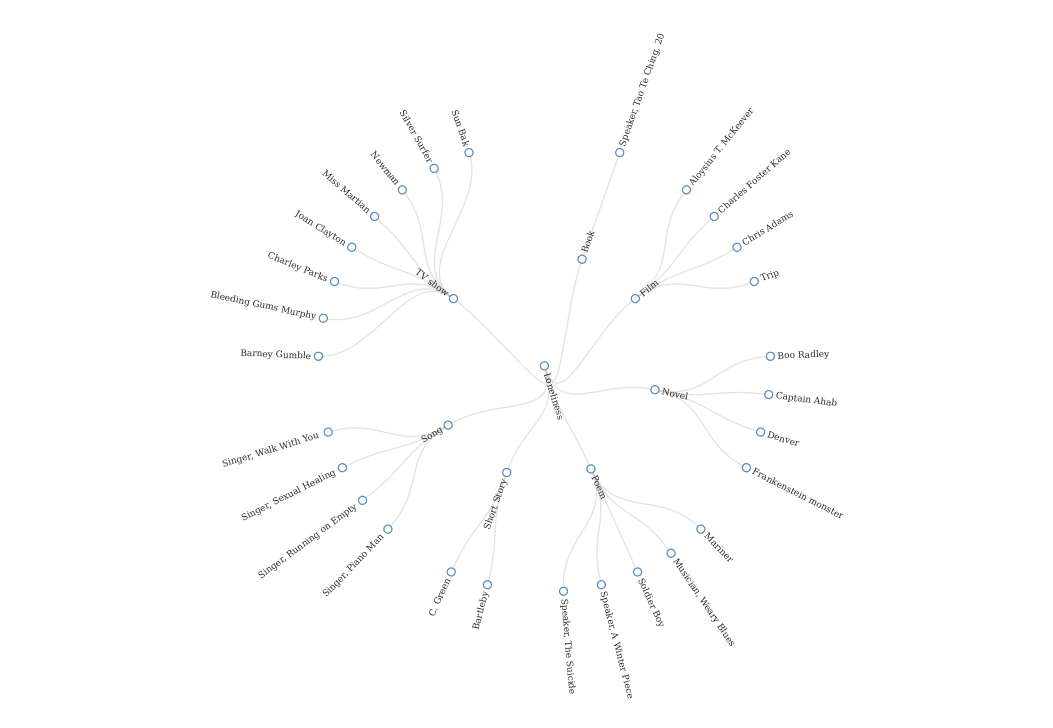 Loneliness
Book
Speaker, Tao Te Ching, 20
Film
Aloysius T. McKeever
Charles Foster Kane
Chris Adams
Trip
Novel
Boo Radley
Captain Ahab
Denver
Frankenstein monster
Poem
Mariner
Musician, Weary Blues
Soldier Boy
Speaker, A Winter Piece
Speaker, The Suicide
Short Story
Bartleby
C. Green
Song
Singer, Piano Man
Singer, Running on Empty
Singer, Sexual Healing
Singer, Walk With You
TV show
Barney Gumble
Bleeding Gums Murphy
Charley Parks
Joan Clayton
Miss Martian
Newman
Silver Surfer
Sun Bak